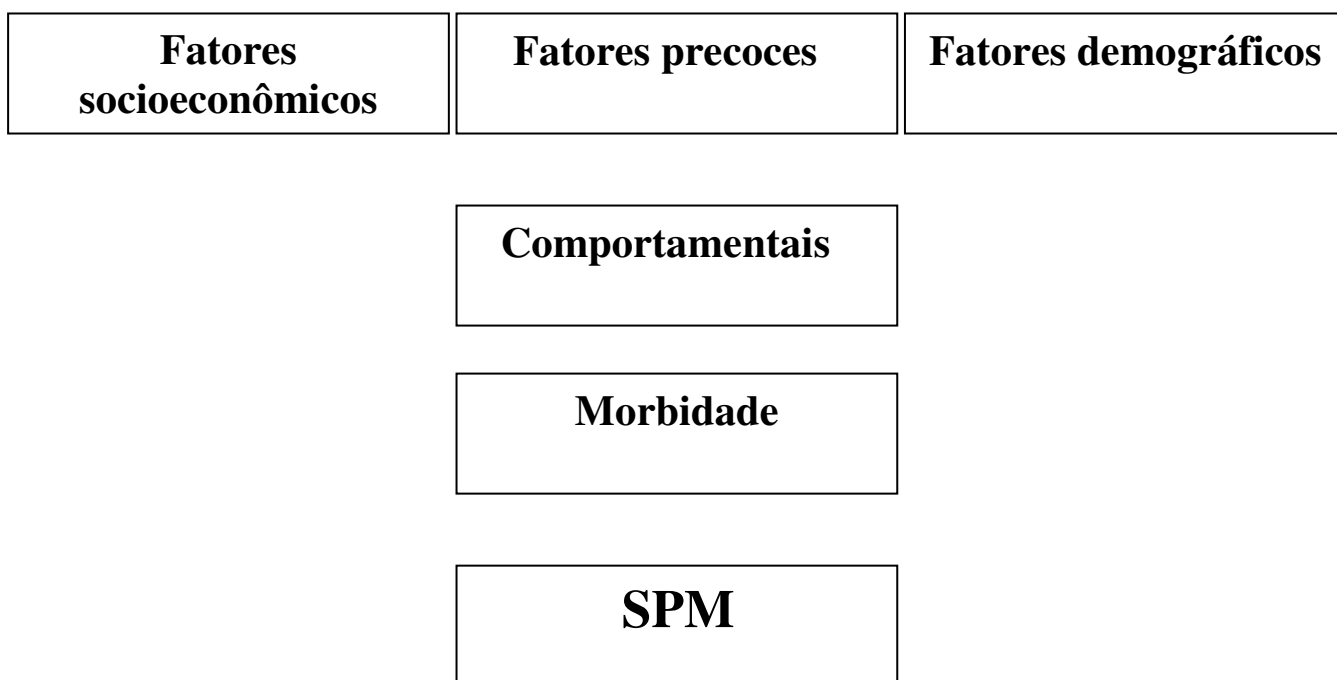 Fatores
socioeconômicos
Fatores precoces
Fatores demográficos
Comportamentais
Morbidade
SPM